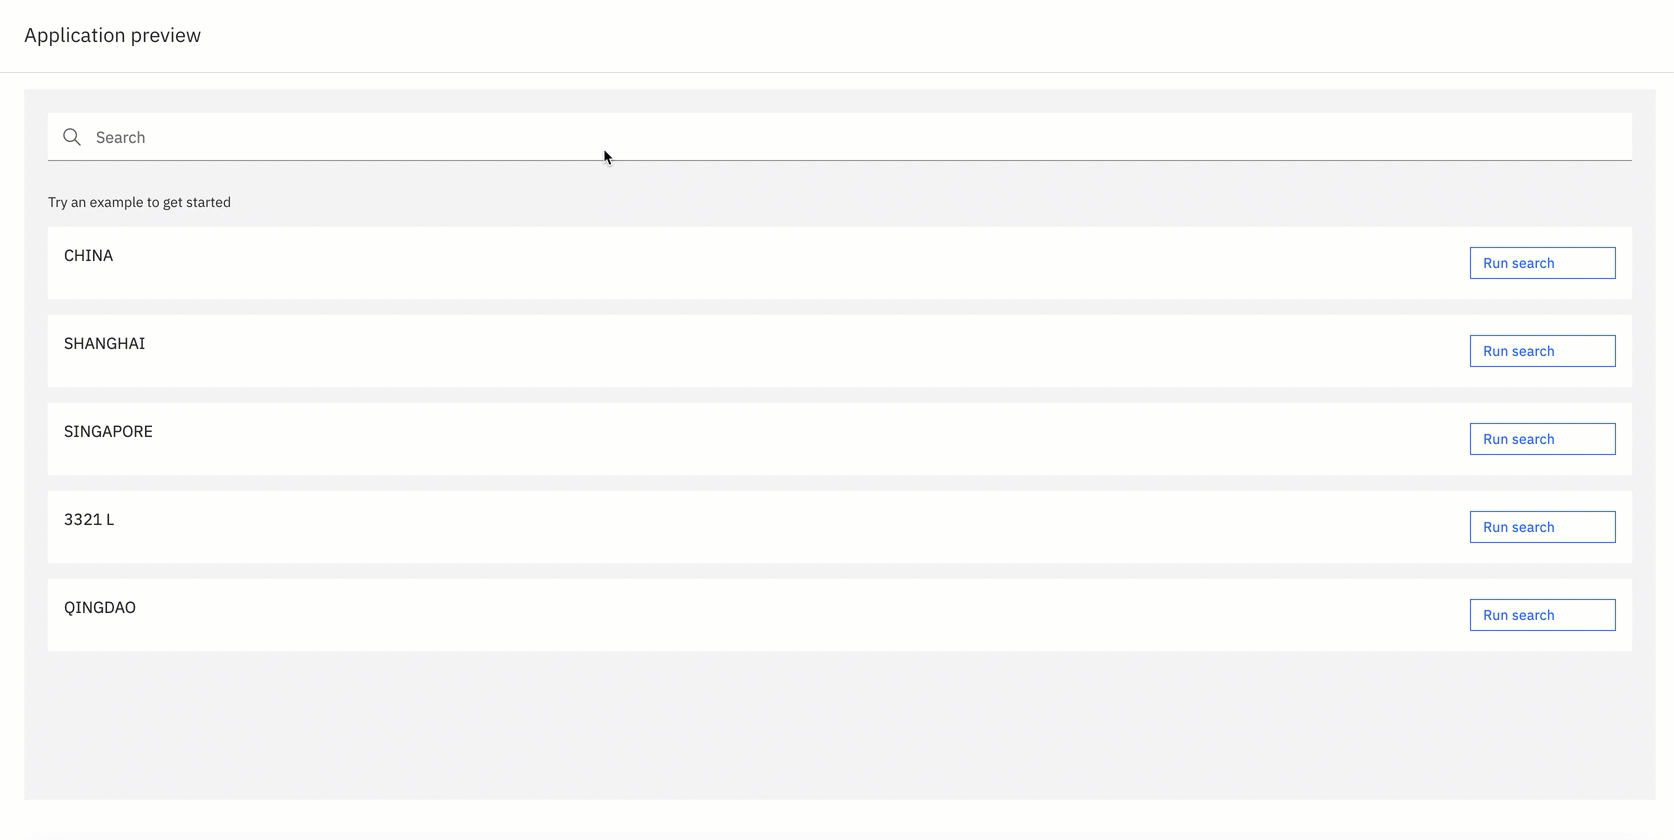 Application preview
Search
Try an example to get started
CHINA
Run search
SHANGHAI
Run search
SINGAPORE
Run search
3321 L
Run search
QINGDAO
Run search